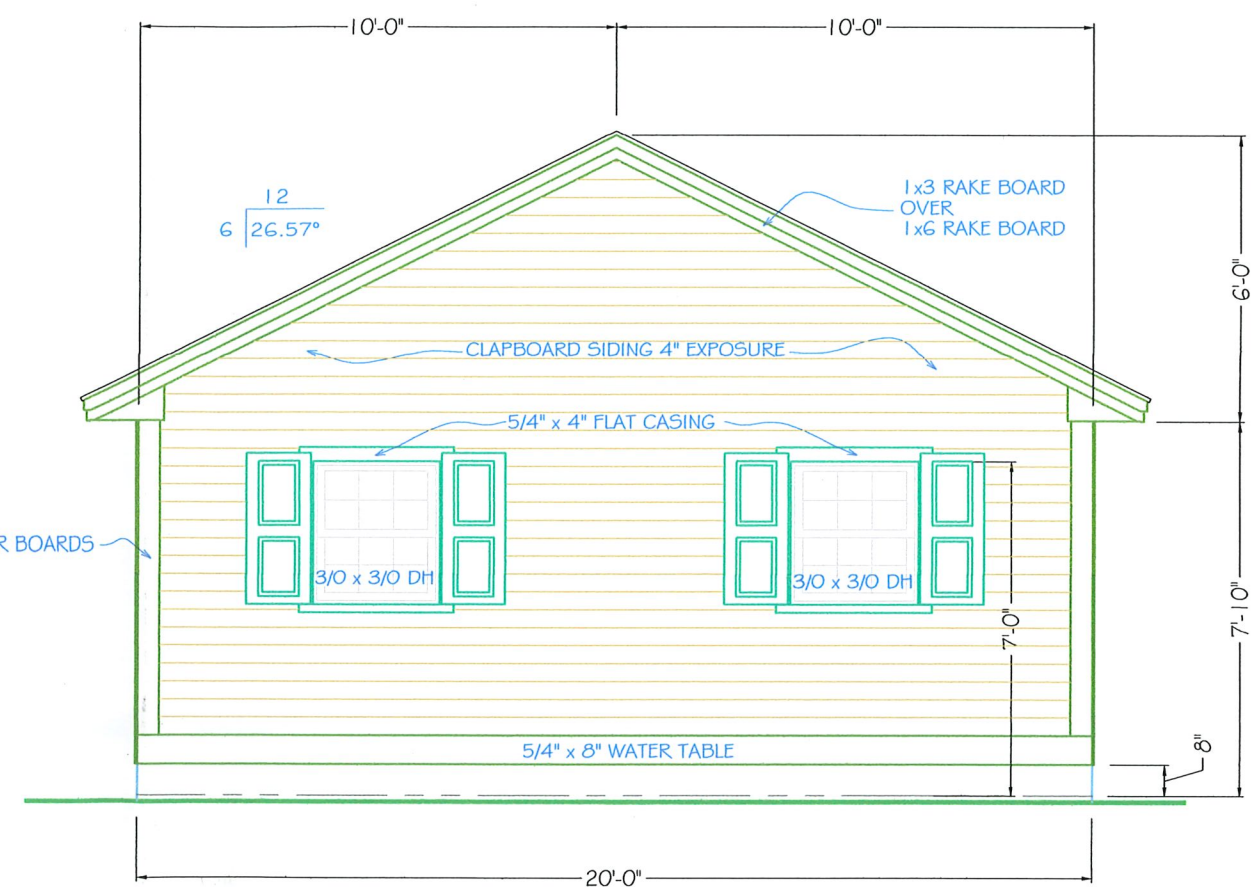 10'-0"
10'-0"
12
6 26.57°
1x3 RAKE BOARD
OVER
1x6 RAKE BOARD
6'-0"
CLAPBOARD SIDING 4" EXPOSURE
5/4" x 4" FLAT CASING
R BOARDS
3/0 x 3/0 DH
3/0 x 3/0 DH
7'-0"
7'-10"
5/4" x 8" WATER TABLE
8"
20'-0"